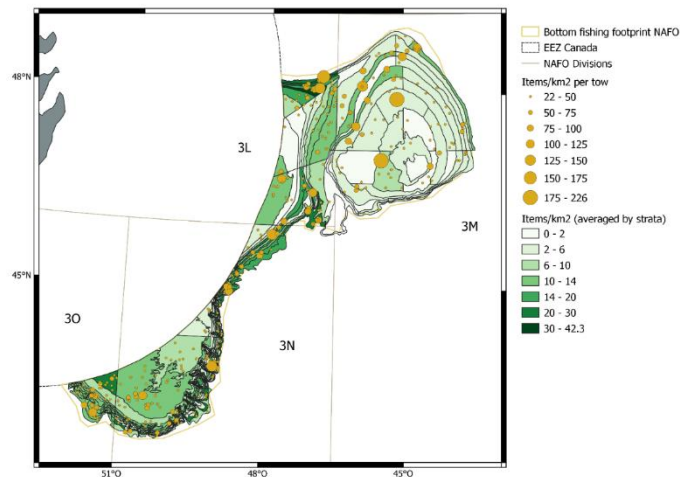 48°N
45°N
51°O
48°O
45°O
3L
3M
3O
3N
Bottom fishing footprint NAFO
EEZ Canada
NAFO Divisions
Items/km2 per tow
22 - 50
50 - 75
75 - 100
100 - 125
125 - 150
150 - 175
175 - 226
Items/km2 (averaged by strata)
0 - 2
2 - 6
6 - 10
10 - 14
14 - 20
20 - 30
30 - 42.3